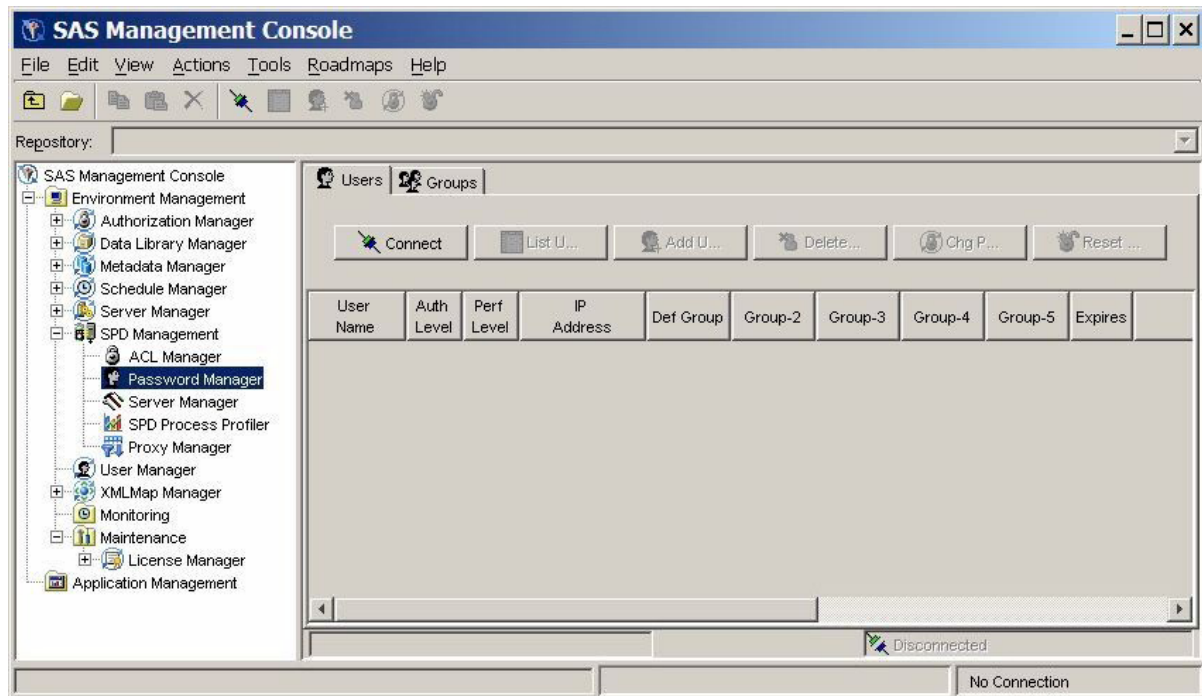 SAS Management Console
File Edit View Actions Tools Roadmaps Help
Repository:
SAS Management Console
Environment Management
Authorization Manager
Data Library Manager
Metadata Manager
Schedule Manager
Server Manager
SPD Management
ACL Manager
Password Manager
Server Manager
SPD Process Profiler
Proxy Manager
User Manager
XMLMap Manager
Monitoring
Maintenance
License Manager
Application Management
Users Groups
Connect List U... Add U... Delete... Chg P... Reset ...
User Name Auth Level Perf Level IP Address Def Group Group-2 Group-3 Group-4 Group-5 Expires
Disconnected
No Connection